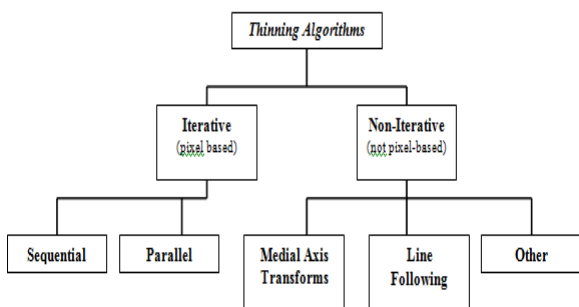 Thinning Algorithms
Iterative
(pixel based)
Non-Iterative
(not pixel-based)
Sequential
Parallel
Medial Axis
Transforms
Line
Following
Other